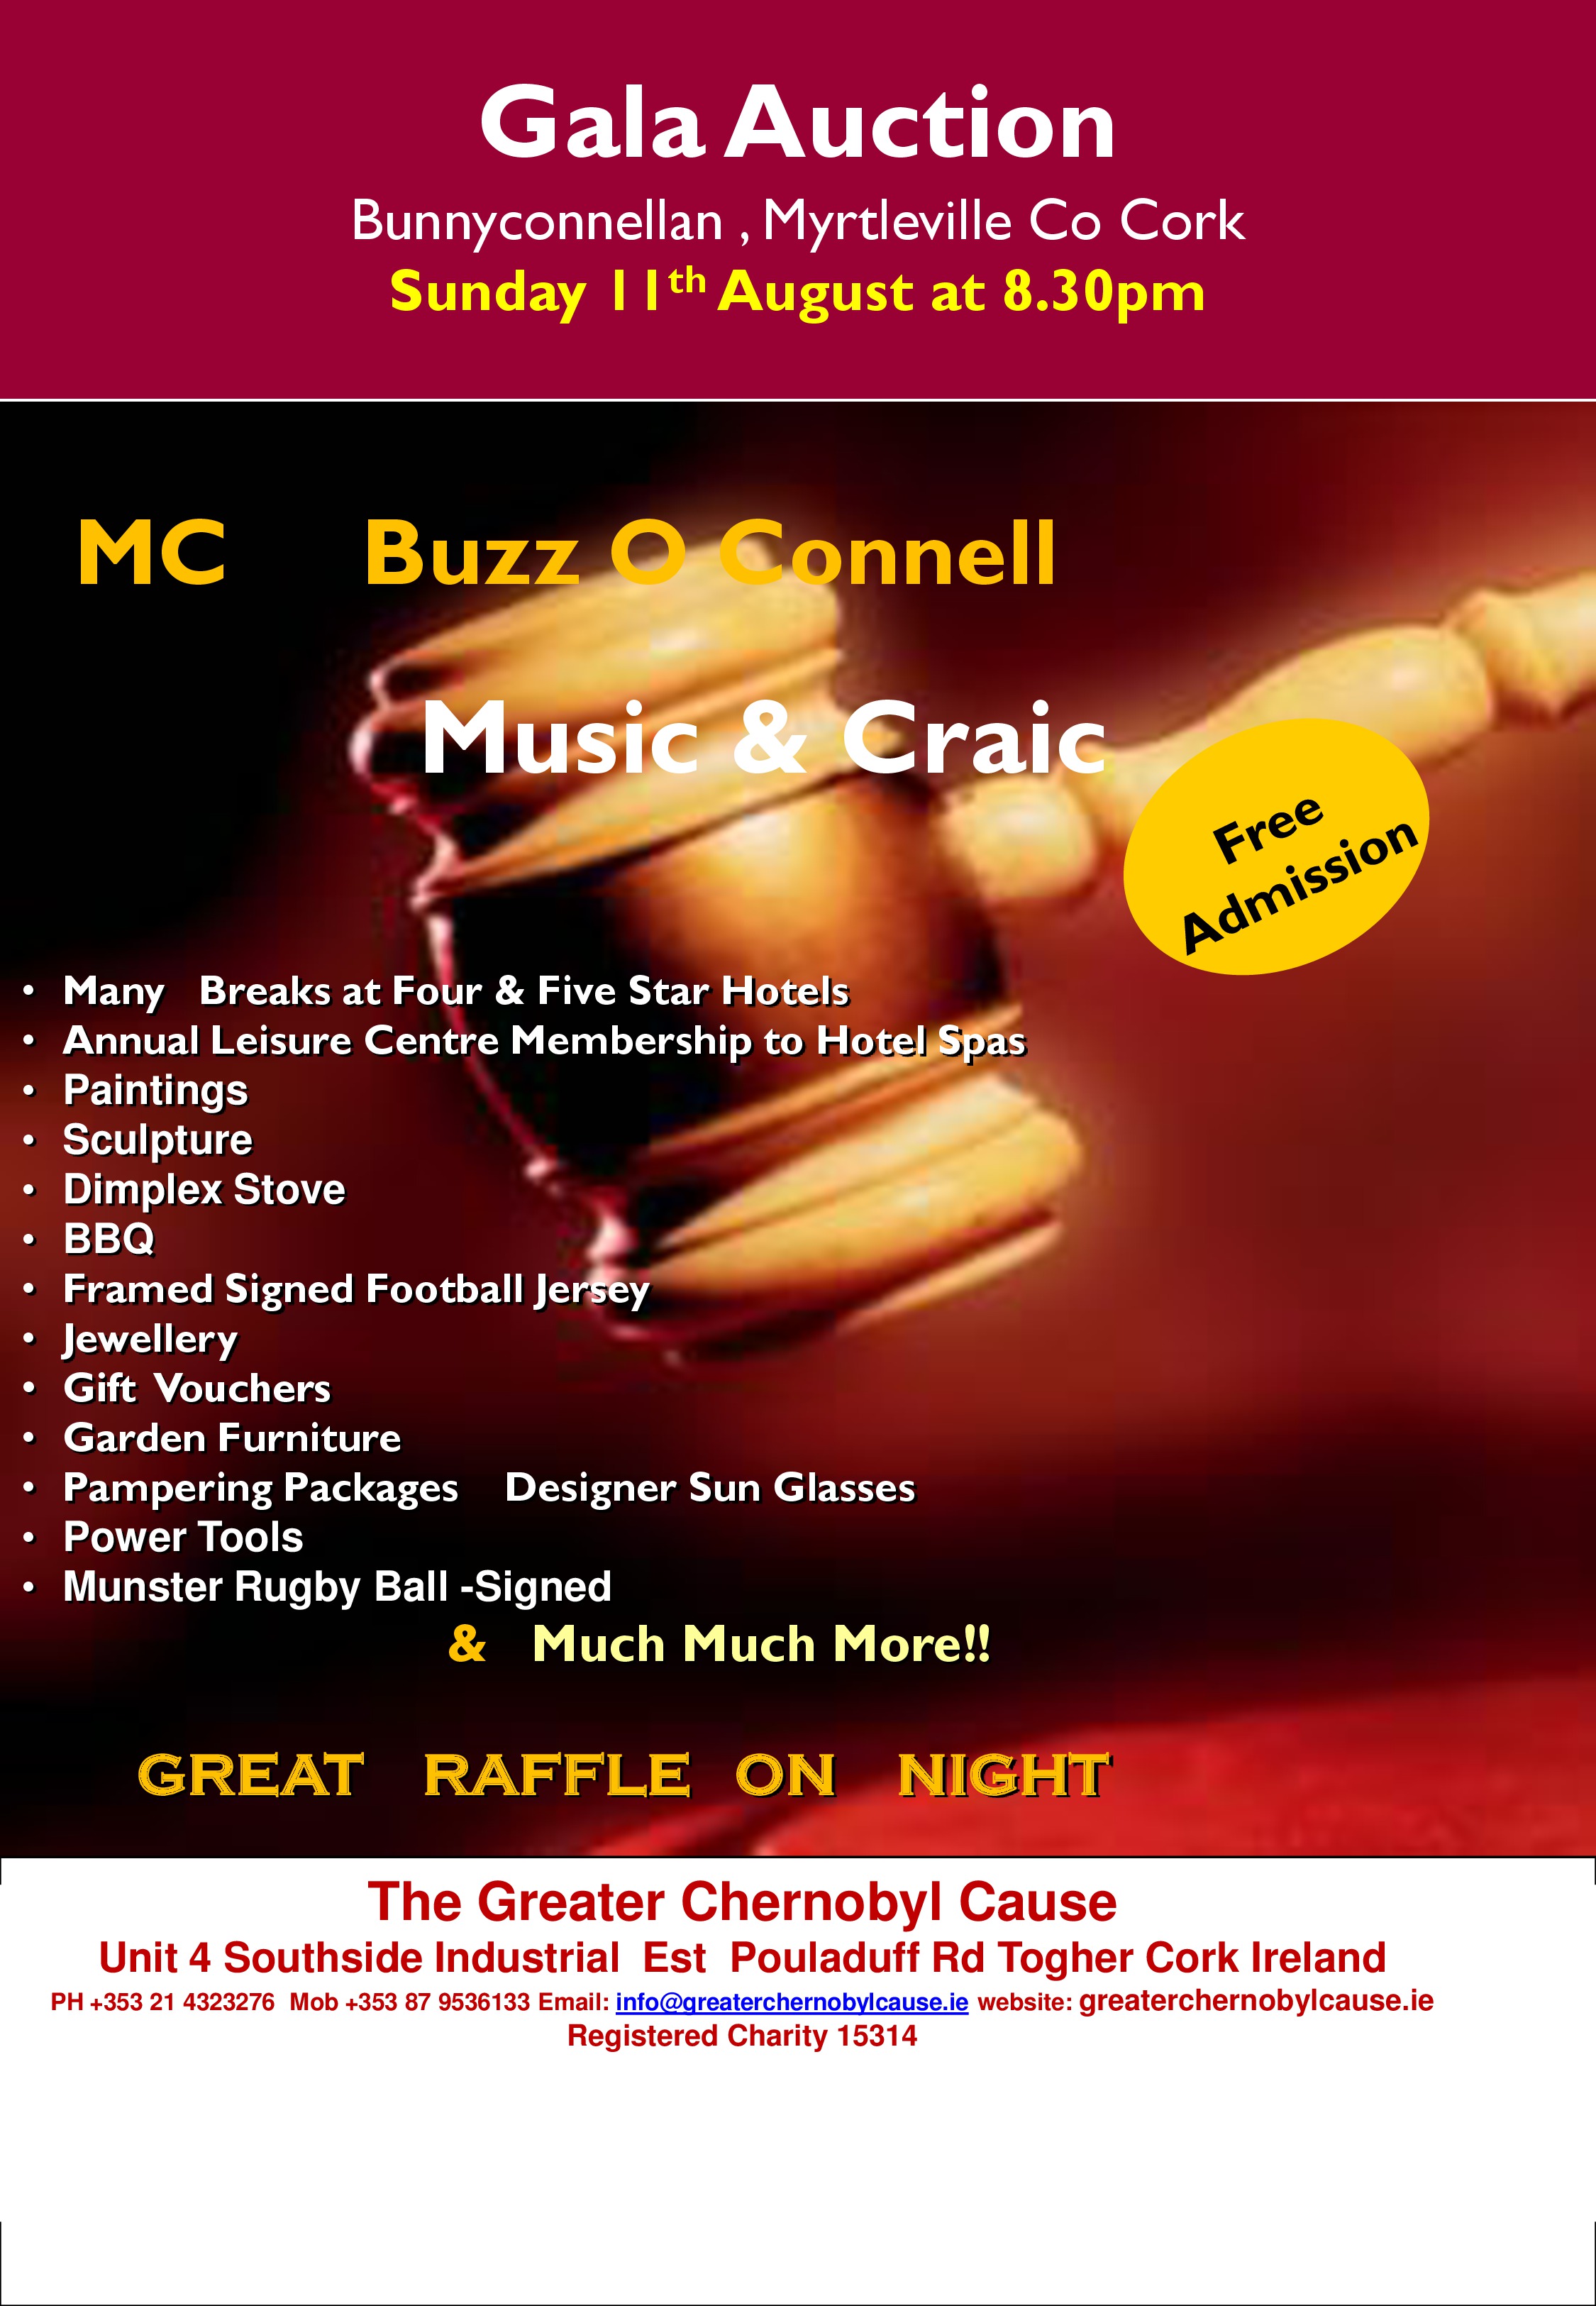 Gala Auction
Bunnyconnellan , Myrtleville Co Cork
Sunday 11th August at 8.30pm
MC Buzz O Connell
Music & Craic
Free
Admission
• Many Breaks at Four & Five Star Hotels
• Annual Leisure Centre Membership to Hotel Spas
• Paintings
• Sculpture
• Dimplex Stove
• BBQ
• Framed Signed Football Jersey
• Jewellery
• Gift Vouchers
• Garden Furniture
• Pampering Packages Designer Sun Glasses
• Power Tools
• Munster Rugby Ball -Signed
& Much Much More!!
GREAT RAFFLE ON NIGHT
The Greater Chernobyl Cause
Unit 4 Southside Industrial Est Pouladuff Rd Togher Cork Ireland
PH +353 21 4323276 Mob +353 87 9536133 Email: info@greaterchernobylcause.ie website: greaterchernobylcause.ie
Registered Charity 15314